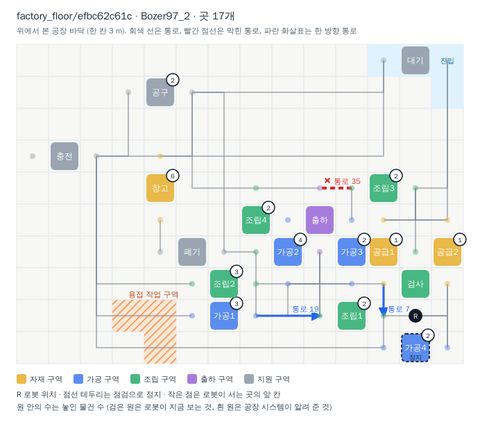 factory_floor/efbc62c61c · Bozer97_2 · 곳 17개
위에서 본 공장 바닥 (한 칸 3 m). 회색 선은 통로, 빨간 점선은 막힌 통로, 파란 화살표는 한 방향 통로
대기
전립
공구 2
충전
창고 6
× 통로 35
조립3 2
조립4 2
출하
폐기
가공2 4
가공3 2
공급1 1
공급2 1
조립2 3
검사
용접 작업 구역
가공1 3
통로 19
조립1 2
통로 7
R
가공4 2
정지
자재 구역
가공 구역
조립 구역
출하 구역
지원 구역
R 로봇 위치 · 점선 테두리는 점검으로 정지 · 작은 점은 로봇이 서는 곳의 앞 칸
원 안의 수는 놓인 물건 수 (검은 원은 로봇이 지금 보는 것, 흰 원은 공장 시스템이 알려 준 것)